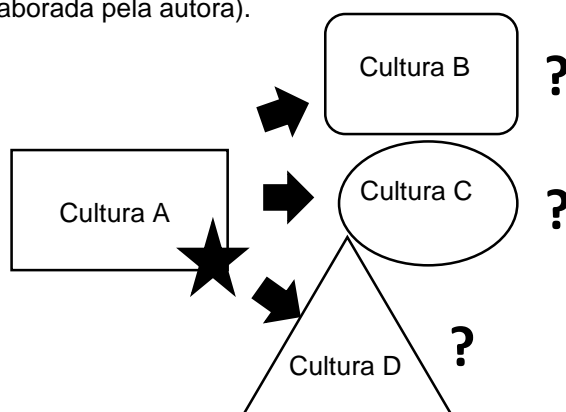 aborada pela autora).
Cultura B
?
Cultura A
Cultura C
?
Cultura D
?